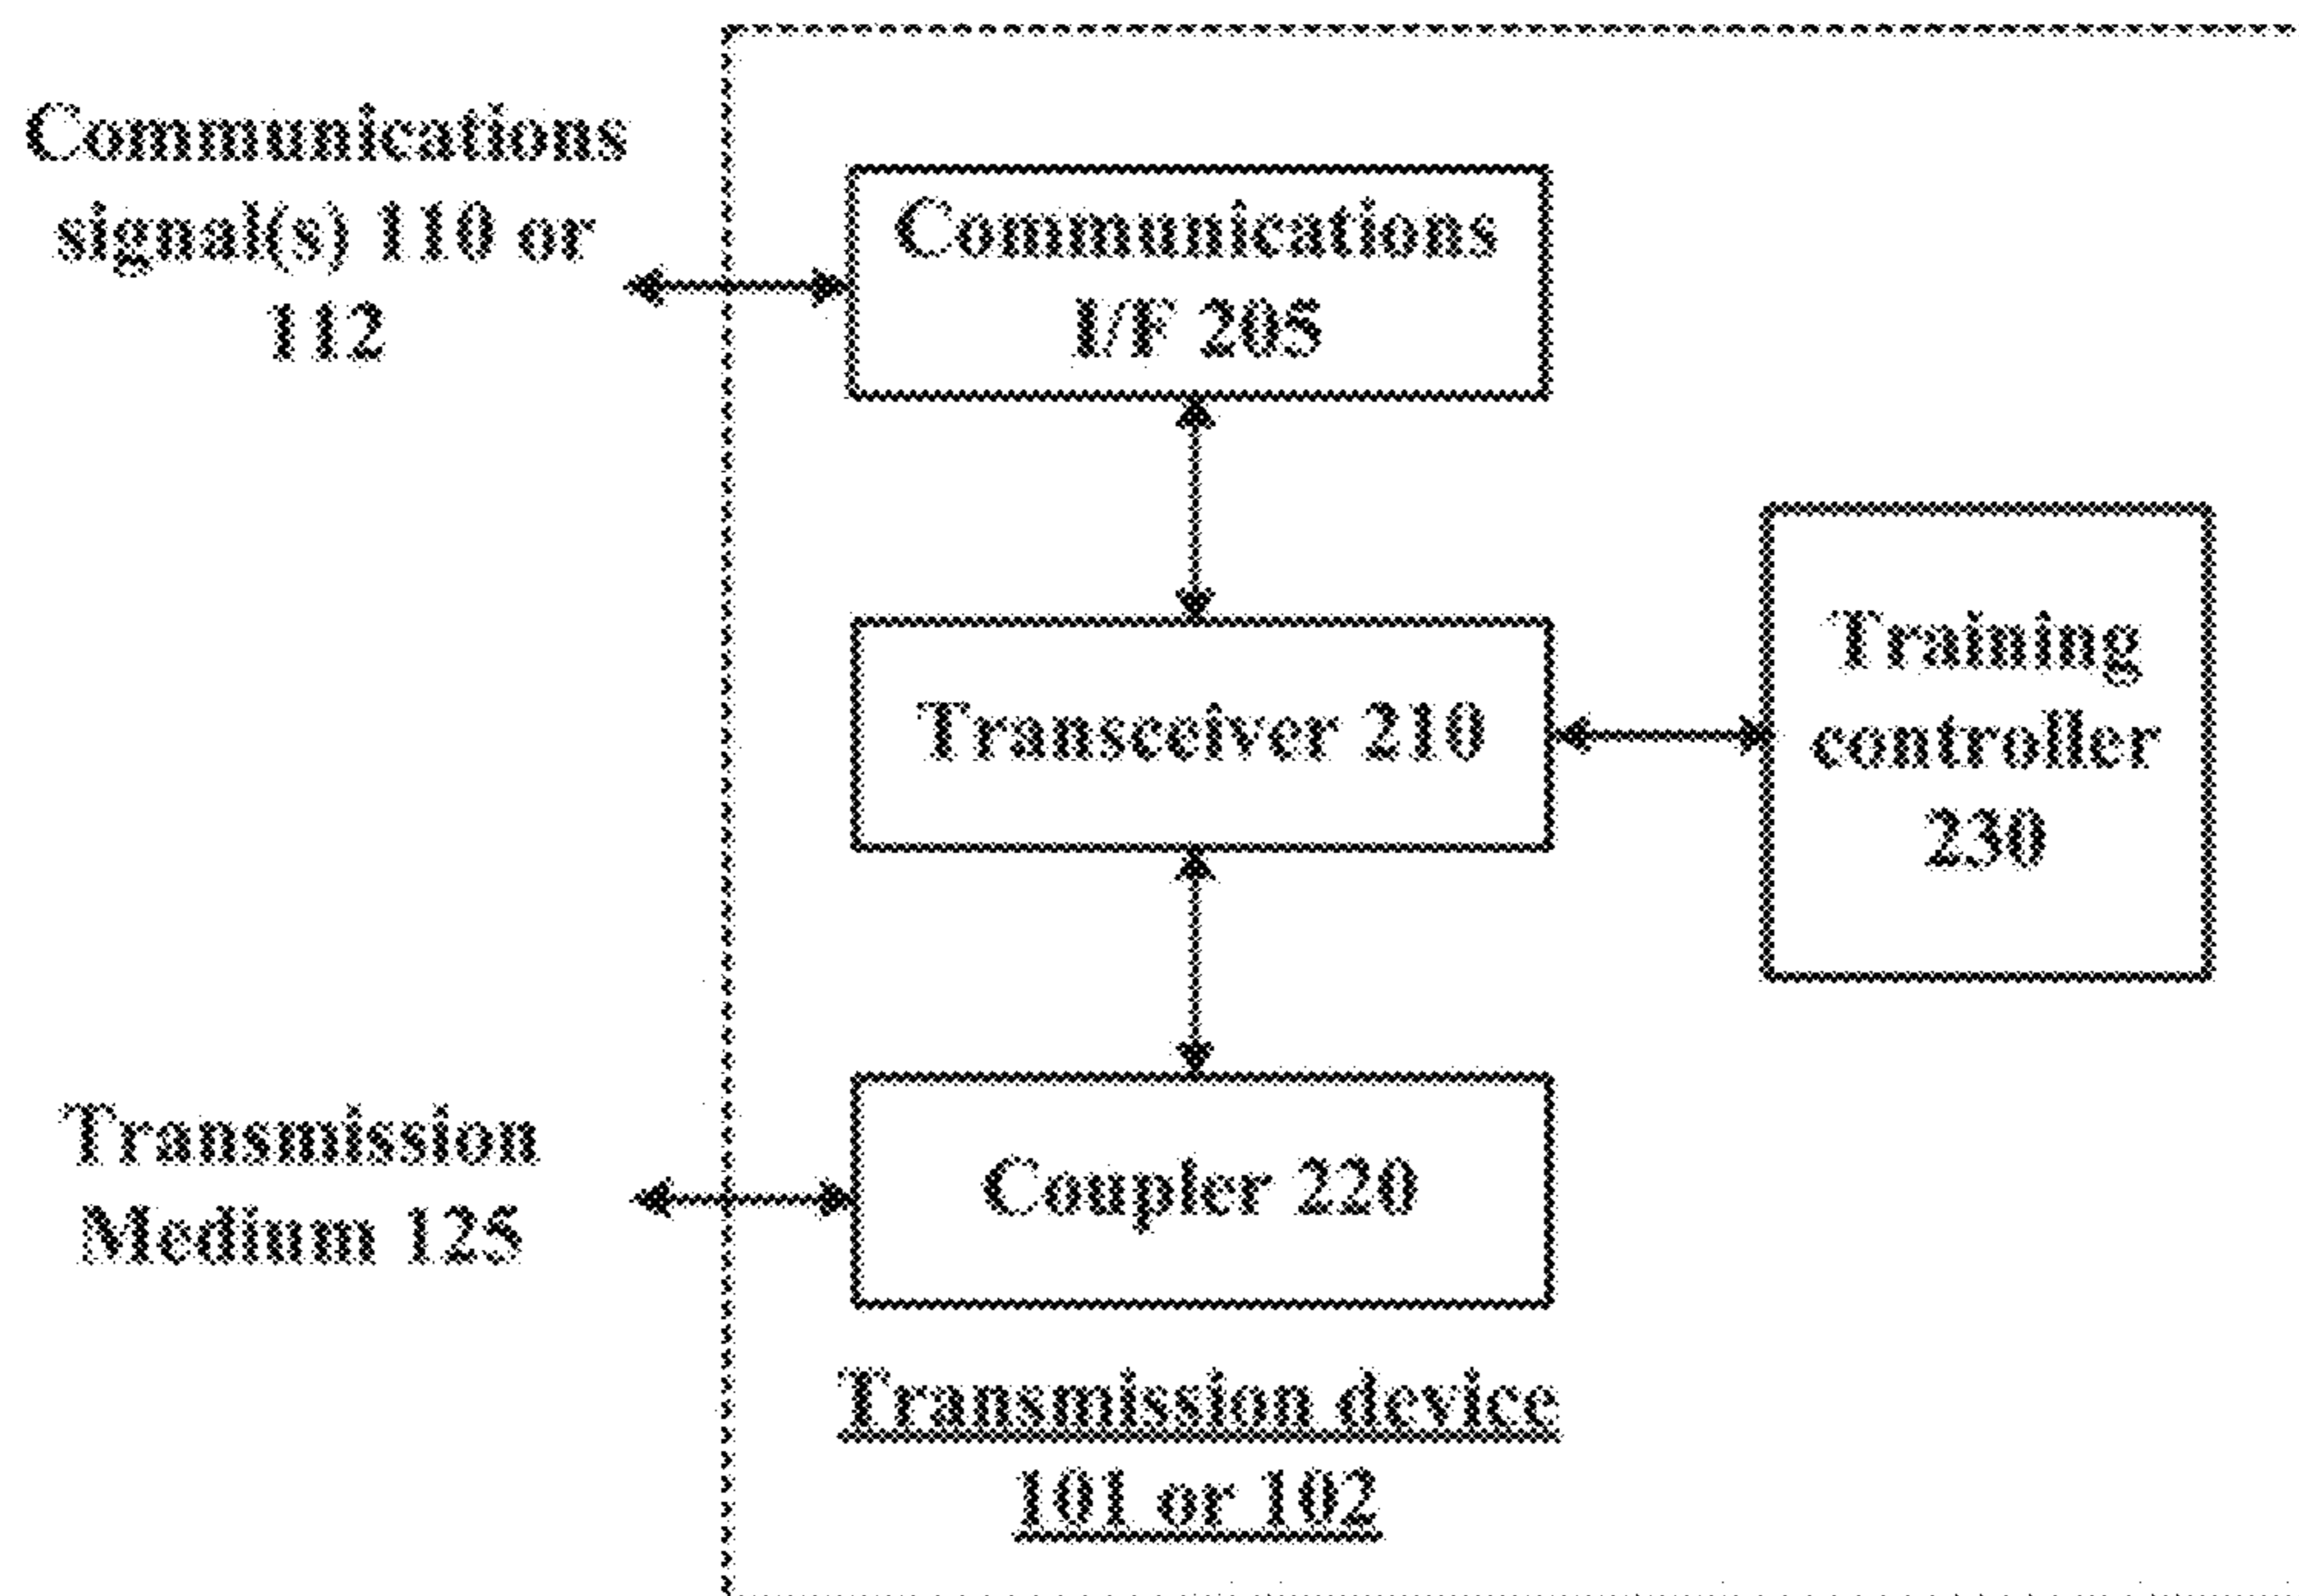 Communications
signal(s) 110 or
112
Communications
I/F 205
Transceiver 210
Training
controller
230
Transmission
Medium 125
Coupler 220
Transmission device
101 or 102